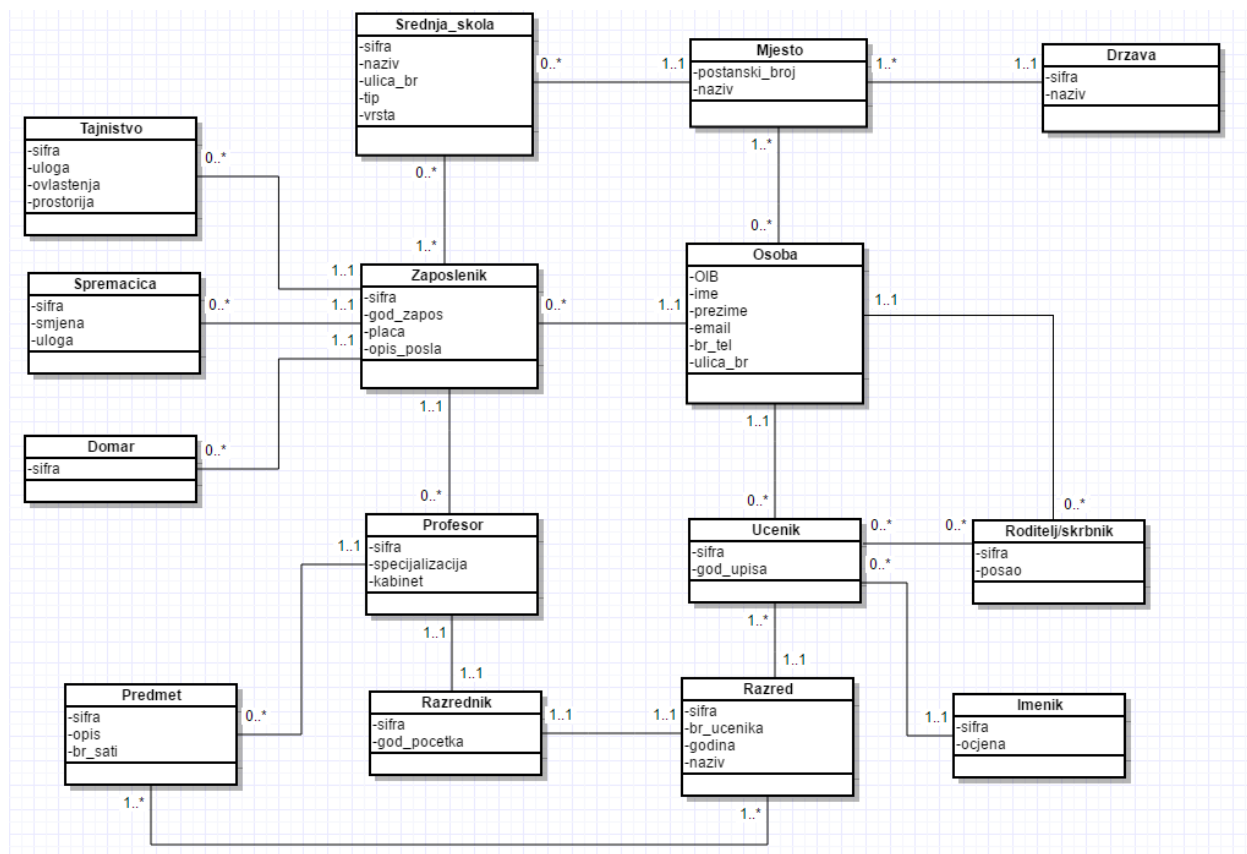 Srednja_skola
-sifra
-naziv
-ulica_br
-tip
-vrsta
0..*
1..1
Mjesto
-postanski_broj
-naziv
1..*
1..1
Drzava
-sifra
-naziv
Tajnistvo
-sifra
-uloga
-ovlastenja
-prostorija
0..*
0..*
1..*
1..*
0..*
1..1
Spremacica
-sifra
-smjena
-uloga
0..*
1..1
1..1
Zaposlenik
-sifra
-god_zapos
-placa
-opis_posla
0..*
1..1
Osoba
-OIB
-ime
-prezime
-email
-br_tel
-ulica_br
1..1
Domar
-sifra
0..*
1..1
0..*
1..1
0..*
0..*
Profesor
-sifra
-specijalizacija
-kabinet
1..1
1..1
Ucenik
-sifra
-god_upisa
0..*
0..*
0..*
Roditelj/skrbnik
-sifra
-posao
1..1
1..*
1..1
Predmet
-sifra
-opis
-br_sati
0..*
1..*
Razrednik
-sifra
-god_pocetka
1..1
1..1
Razred
-sifra
-br_ucenika
-godina
-naziv
1..*
Imenik
-sifra
-ocjena
1..1